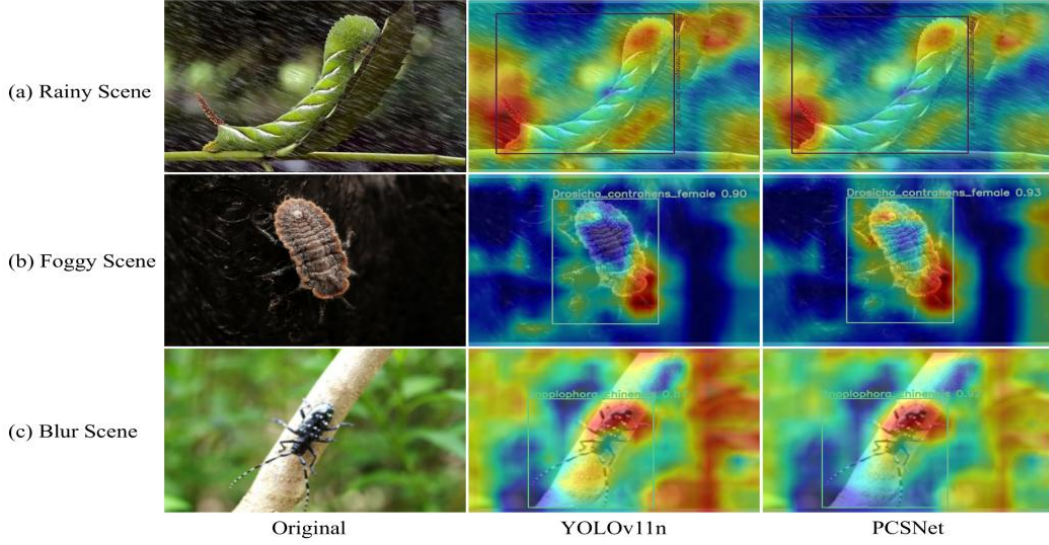 (a) Rainy Scene
Drosicha_contrahens_female 0.90
Drosicha_contrahens_female 0.93
(b) Foggy Scene
(c) Blur Scene
Original
YOLOv11n
PCSNet